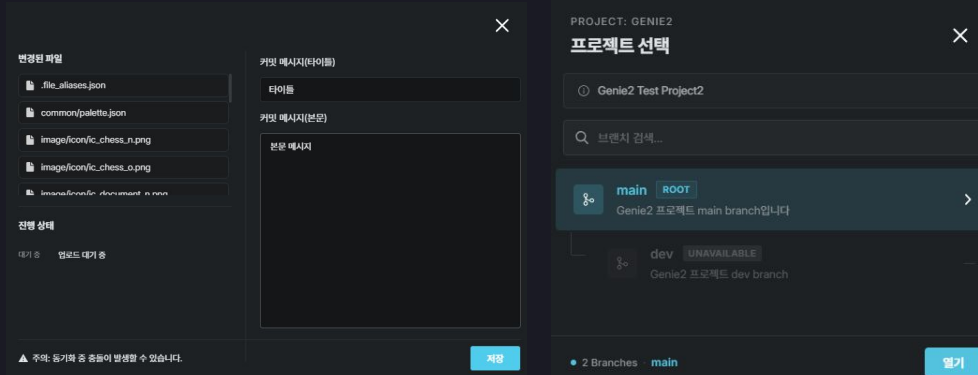 변경된 파일
.file_aliases.json
common/palette.json
image/icon/ic_chess_n.png
image/icon/ic_chess_o.png
image/icon/ic_document_n.png
진행 상태
대기 중 업로드 대기 중
주의: 동기화 중 충돌이 발생할 수 있습니다.
커밋 메시지(타이틀)
타이틀
커밋 메시지(본문)
본문 메시지
저장
PROJECT: GENIE2
프로젝트 선택
Genie2 Test Project2
브랜치 검색...
main ROOT
Genie2 프로젝트 main branch입니다
dev UNAVAILABLE
Genie2 프로젝트 dev branch
2 Branches main
열기